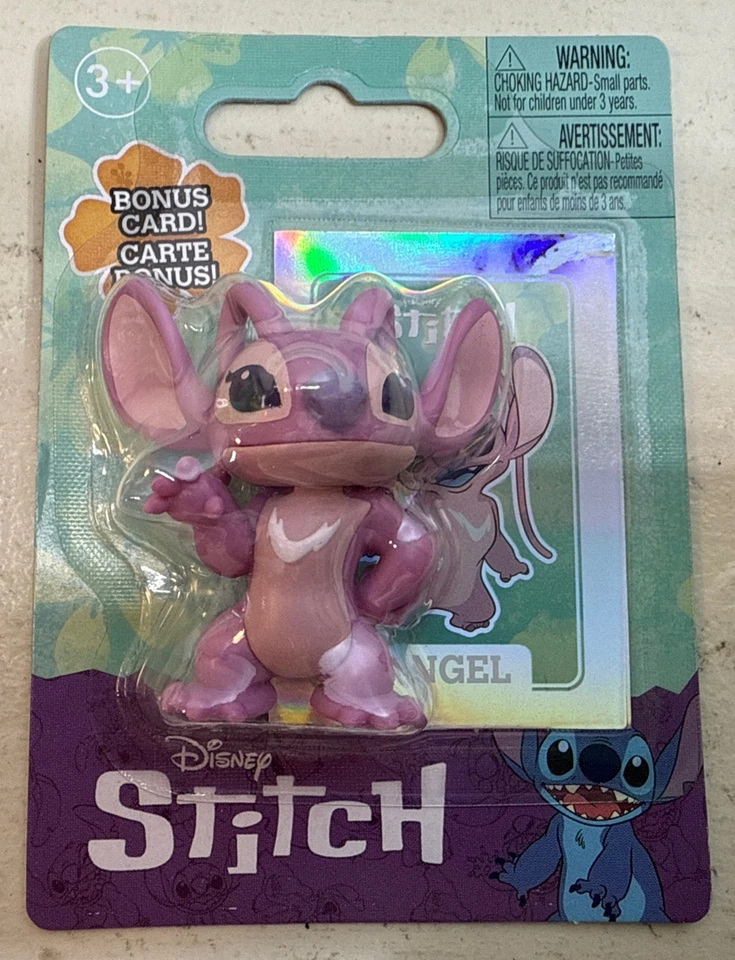 3+
WARNING:
CHOKING HAZARD-Small parts.
Not for children under 3 years.
AVERTISSEMENT:
RISQUE DE SUFFOCATION-Petites
pièces. Ce produit n'est pas recommandé
pour enfants de moins de 3 ans.
BONUS
CARD!
CARTE
BONUS!
NGEL
Disney
Stitch